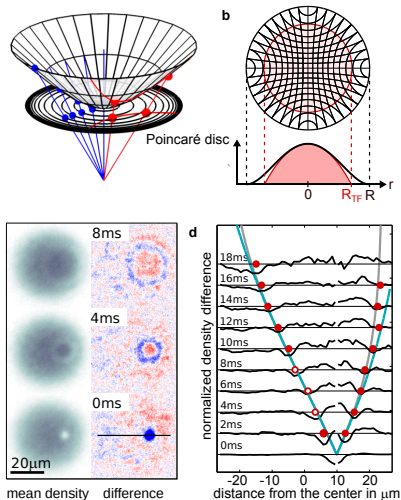 b
Poincaré disc
0
R_TF
R
r
8ms
4ms
0ms
20μm
mean density
difference
d
normalized density difference
18ms
16ms
14ms
12ms
10ms
8ms
6ms
4ms
2ms
0ms
-20
-10
0
10
20
distance from the center in μm